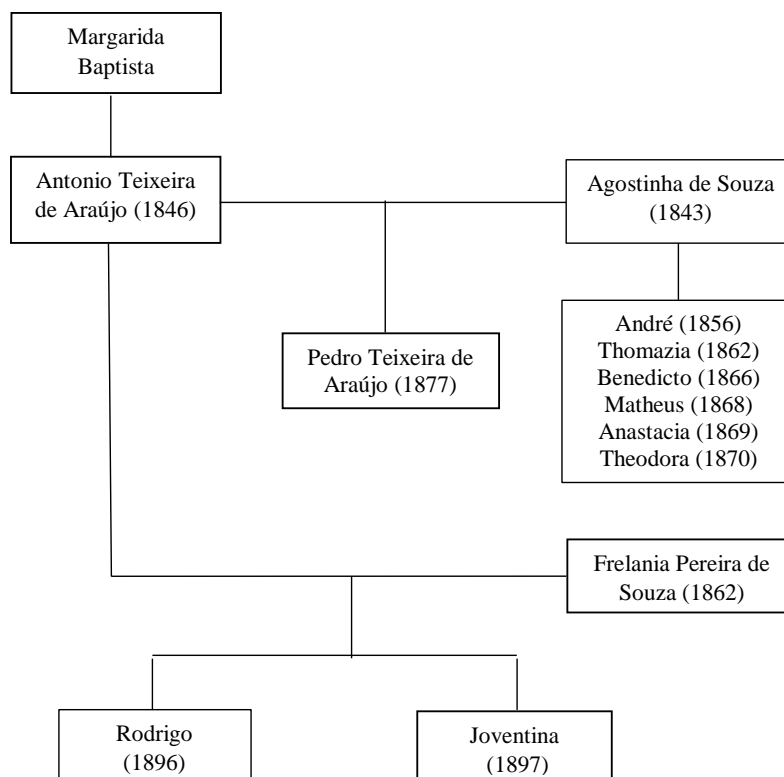 Margarida
Baptista
Antonio Teixeira
de Araújo (1846)
Agostinha de Souza
(1843)
Pedro Teixeira de
Araújo (1877)
André (1856)
Thomazia (1862)
Benedicto (1866)
Matheus (1868)
Anastacia (1869)
Theodora (1870)
Frelania Pereira de
Souza (1862)
Rodrigo
(1896)
Joventina
(1897)